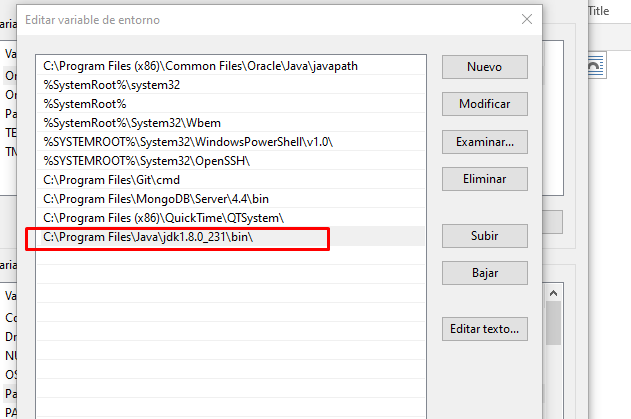 Editar variable de entorno
Title
Varia
Va
Or
Or
Pa
TE
TN
C:\Program Files (x86)\Common Files\Oracle\Java\javapath
%SystemRoot%\system32
%SystemRoot%
%SystemRoot%\System32\Wbem
%SYSTEMROOT%\System32\WindowsPowerShell\v1.0\
%SYSTEMROOT%\System32\OpenSSH\
C:\Program Files\Git\cmd
C:\Program Files\MongoDB\Server\4.4\bin
C:\Program Files (x86)\QuickTime\QTSystem\
C:\Program Files\Java\jdk1.8.0_231\bin\
Nuevo
Modificar
Examinar...
Eliminar
Subir
Bajar
Editar texto...
aria
Va
Co
Dr
NU
OS
Pa
PA